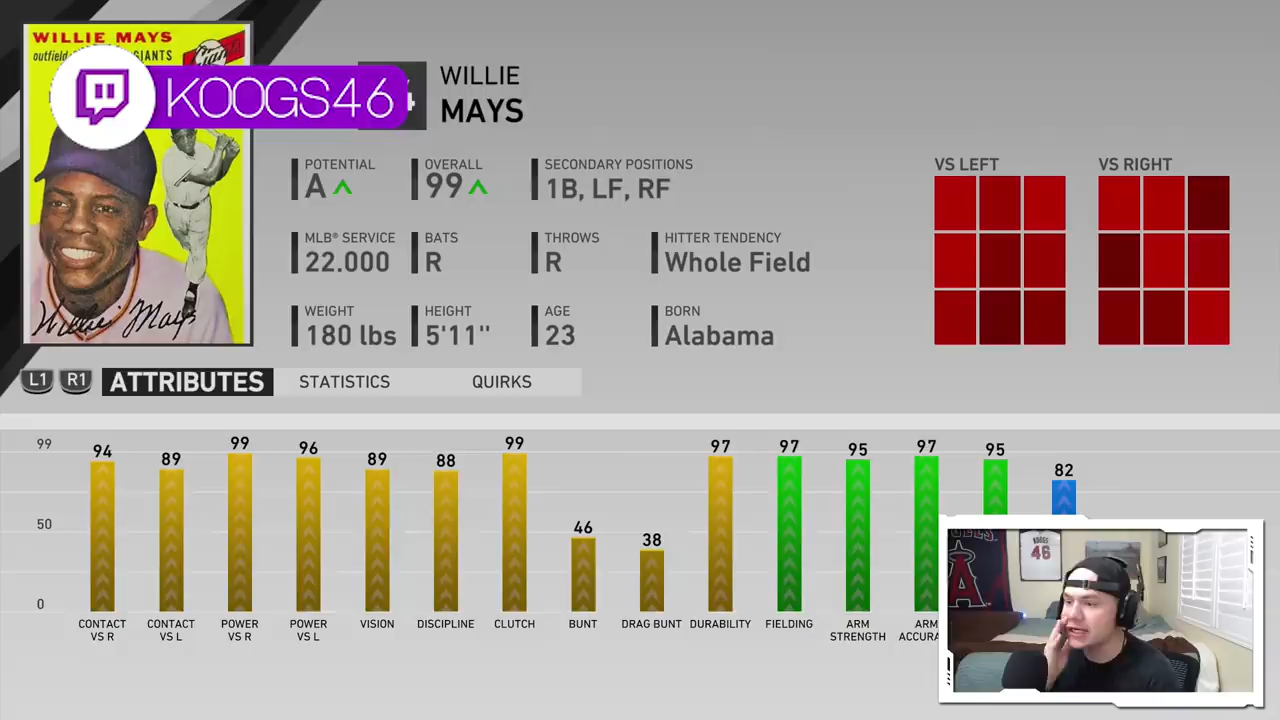 WILLIE MAYS
GIANTS
Giants
Willie Mays
KOOGS46
WILLIE
MAYS
POTENTIAL
A
OVERALL
99
SECONDARY POSITIONS
1B, LF, RF
MLB® SERVICE
22.000
BATS
R
THROWS
R
HITTER TENDENCY
Whole Field
WEIGHT
180 lbs
HEIGHT
5'11"
AGE
23
BORN
Alabama
VS LEFT
VS RIGHT
L1 R1 ATTRIBUTES STATISTICS QUIRKS
99
50
0
94 89 99 96 89 88 99 46 38 97 97 95 97 95 82
CONTACT VS R
CONTACT VS L
POWER VS R
POWER VS L
VISION
DISCIPLINE
CLUTCH
BUNT
DRAG BUNT
DURABILITY
FIELDING
ARM STRENGTH
ARM
KOOGS
46
A